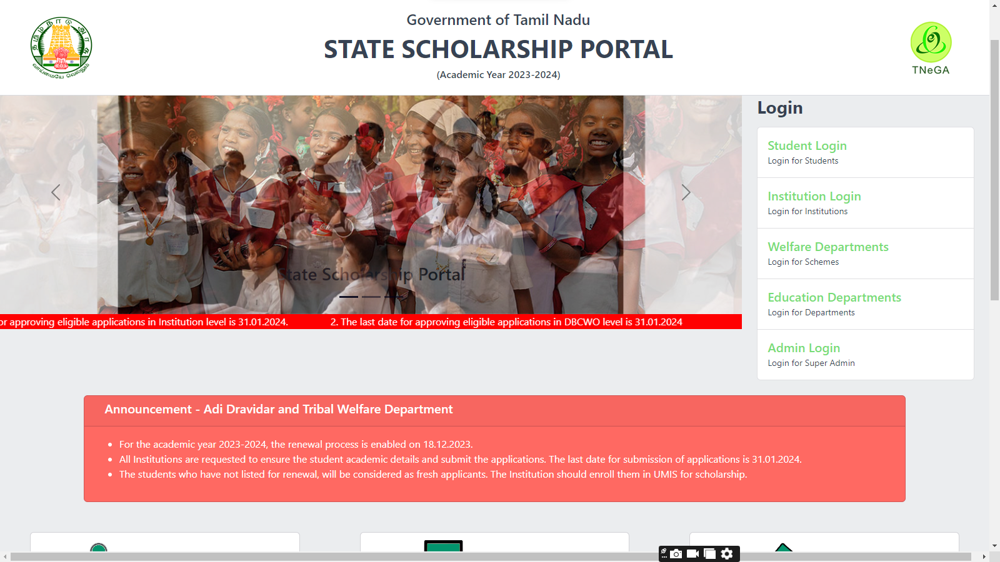 Government of Tamil Nadu
STATE SCHOLARSHIP PORTAL
(Academic Year 2023-2024)
தமிழ்நாடு அரசு
வாய்மையே வெல்லும்
TNeGA
State Scholarship Portal
or approving eligible applications in Institution level is 31.01.2024. 2. The last date for approving eligible applications in DBCWO level is 31.01.2024
Login
Student Login
Login for Students
Institution Login
Login for Institutions
Welfare Departments
Login for Schemes
Education Departments
Login for Departments
Admin Login
Login for Super Admin
Announcement - Adi Dravidar and Tribal Welfare Department
For the academic year 2023-2024, the renewal process is enabled on 18.12.2023.
All Institutions are requested to ensure the student academic details and submit the applications. The last date for submission of applications is 31.01.2024.
The students who have not listed for renewal, will be considered as fresh applicants. The Institution should enroll them in UMIS for scholarship.